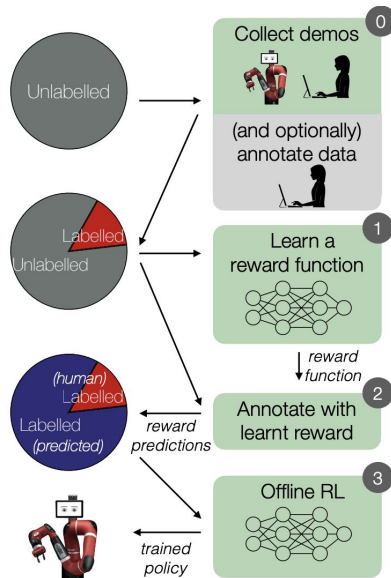 0
Collect demos
Unlabelled
(and optionally)
annotate data
1
Learn a
reward function
Labelled
Unlabelled
reward
function
2
(human)
Labelled
Labelled
(predicted)
reward
predictions
Annotate with
learnt reward
3
Offline RL
trained
policy